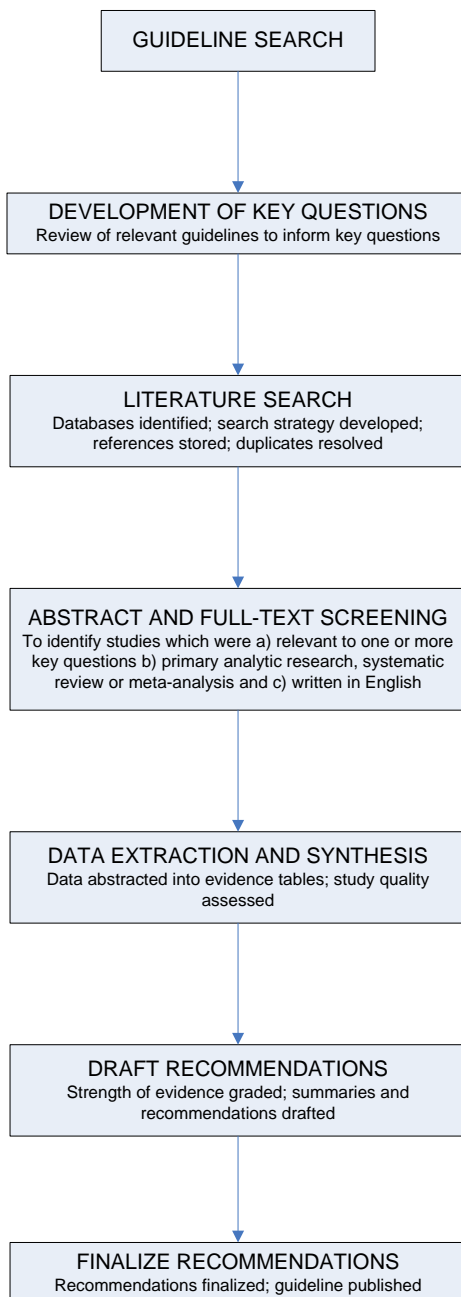 GUIDELINE SEARCH
DEVELOPMENT OF KEY QUESTIONS
Review of relevant guidelines to inform key questions
LITERATURE SEARCH
Databases identified; search strategy developed;
references stored; duplicates resolved
ABSTRACT AND FULL-TEXT SCREENING
To identify studies which were a) relevant to one or more
key questions b) primary analytic research, systematic
review or meta-analysis and c) written in English
DATA EXTRACTION AND SYNTHESIS
Data abstracted into evidence tables; study quality
assessed
DRAFT RECOMMENDATIONS
Strength of evidence graded; summaries and
recommendations drafted
FINALIZE RECOMMENDATIONS
Recommendations finalized; guideline published